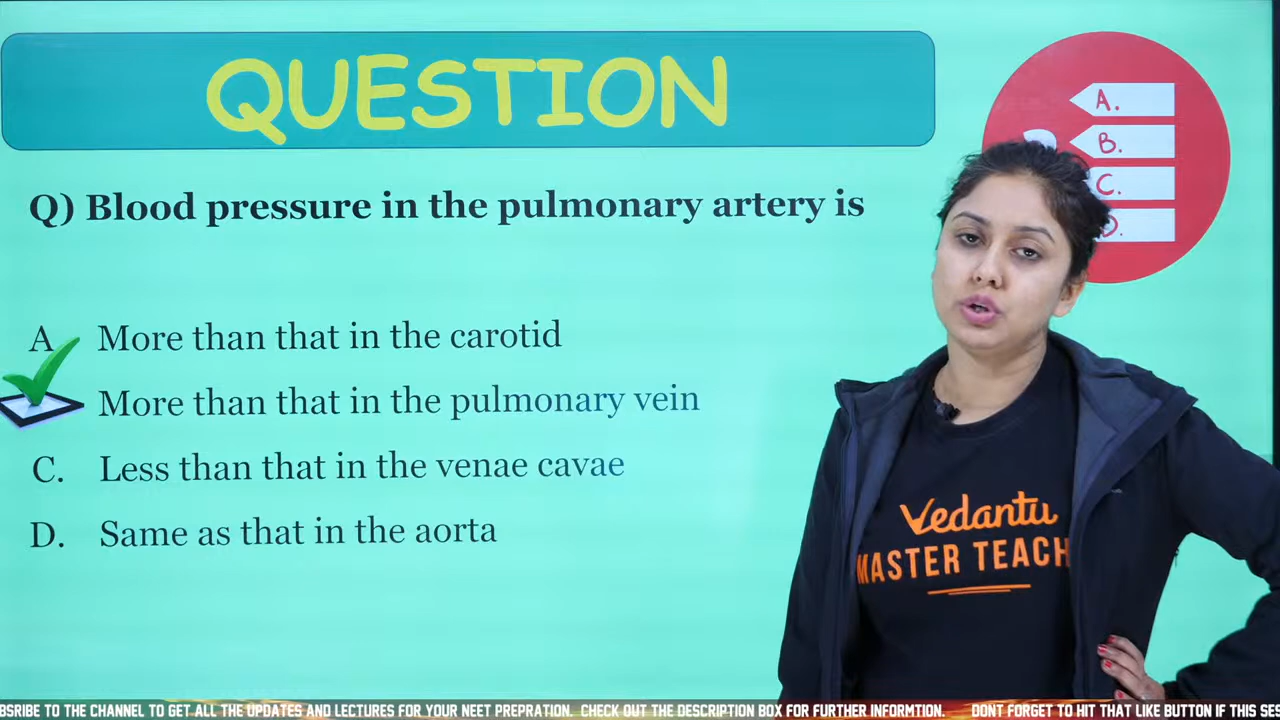 QUESTION
A.
B.
C.
D.
Q) Blood pressure in the pulmonary artery is
A More than that in the carotid
More than that in the pulmonary vein
C. Less than that in the venae cavae
D. Same as that in the aorta
Vedantu
MASTER TEACH
TO THE CHANNEL TO GET ALL THE UPDATES AND LECTURES FOR YOUR NEET PREPRATION. CHECK OUT THE DESCRIPTION BOX FOR FURTHER INFORMTION. DONT FORGET TO HIT THAT LIKE BUTTON IF THIS